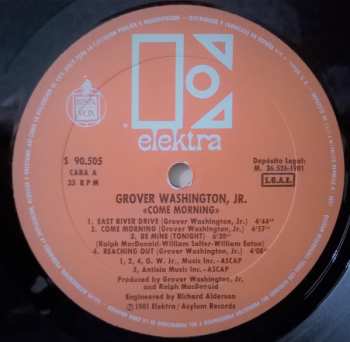 HISPA
VOX
elektra
S 90.505
CARA A
33 RPM
Depósito Legal:
M. 36.526-1981
S.G.A.E.
GROVER WASHINGTON, JR.
«COME MORNING»
1. EAST RIVER DRIVE (Grover Washington, Jr.) 4'44"
2. COME MORNING (Grover Washington, Jr.) 4'57"
3. BE MINE (TONIGHT) 6'20"
(Ralph MacDonald-William Salter-William Eaton)
4. REACHING OUT (Grover Washington, Jr.) 4'08"
1, 2, 4, G. W. Jr., Music Inc.-ASCAP
3, Antisia Music Inc.-ASCAP
Produced by Grover Washington, Jr.
and Ralph MacDonald
Engineered by Richard Alderson
℗ 1981 Elektra / Asylum Records